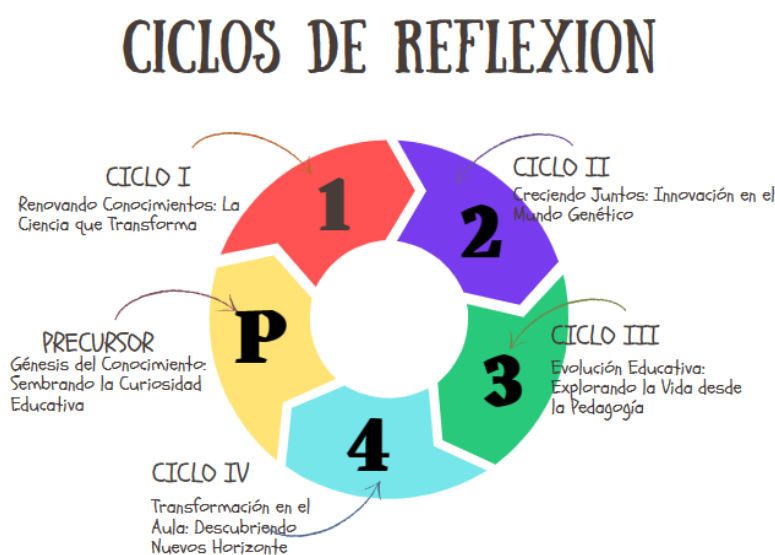 CICLOS DE REFLEXION
CICLO I
Renovando Conocimientos: La
Ciencia que Transforma
1
CICLO II
Creciendo Juntos: Innovación en el
Mundo Genético
2
PRECURSOR
Génesis del Conocimiento:
Sembrando la Curiosidad
Educativa
P
CICLO III
Evolución Educativa:
Explorando la Vida desde
la Pedagogía
3
4
CICLO IV
Transformación en el
Aula: Descubriendo
Nuevos Horizonte